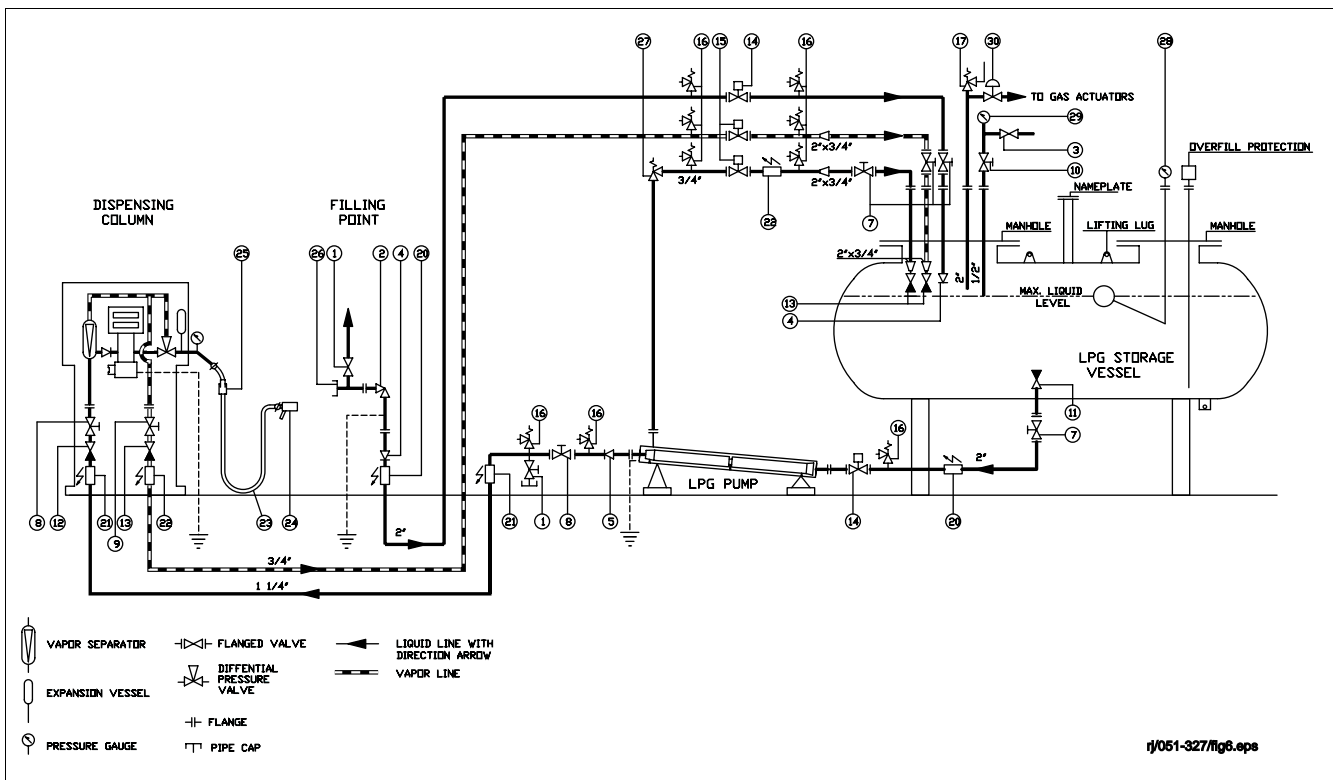 27 16 15 14 16 17 30 28
TO GAS ACTUATORS
29
3
10
OVERFILL PROTECTION
NAMEPLATE
MANHOLE
LIFTING LUG
MANHOLE
2"x3/4"
3/4"
2"x3/4"
22
7
2"x3/4"
2"
1/2"
13
4
MAX. LIQUID
LEVEL
LPG STORAGE
VESSEL
DISPENSING
COLUMN
FILLING
POINT
25
26 1 2 4 20
16 16
16
11
7
2"
LPG PUMP
8 12 21 13 22 23 24
9
21 1 8 5
14
20
2"
3/4"
1 1/4"
VAPOR SEPARATOR
EXPANSION VESSEL
PRESSURE GAUGE
FLANGED VALVE
DIFFENTIAL
PRESSURE
VALVE
FLANGE
PIPE CAP
LIQUID LINE WITH
DIRECTION ARROW
VAPOR LINE
rj/051-327/fig6.eps